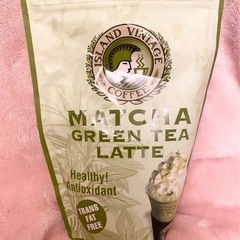 ISLAND VINTAGE
COFFEE
MATCHA
GREEN TEA
LATTE
Healthy!
Antioxidant
TRANS
FAT
FREE